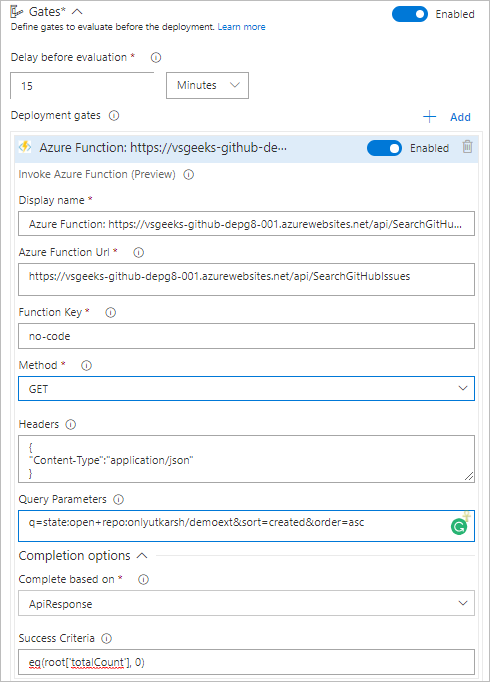 Gates*
Enabled
Define gates to evaluate before the deployment. Learn more
Delay before evaluation *
15
Minutes
Deployment gates
Add
Azure Function: https://vsgeeks-github-de···
Enabled
Invoke Azure Function (Preview)
Display name *
Azure Function: https://vsgeeks-github-depg8-001.azurewebsites.net/api/SearchGitHu...
Azure Function Url *
https://vsgeeks-github-depg8-001.azurewebsites.net/api/SearchGitHubIssues
Function Key *
no-code
Method *
GET
Headers
{
"Content-Type":"application/json"
}
Query Parameters
q=state:open+repo:onlyutkarsh/demoext&sort=created&order=asc
Completion options
Complete based on *
ApiResponse
Success Criteria
eq(root['totalCount'], 0)